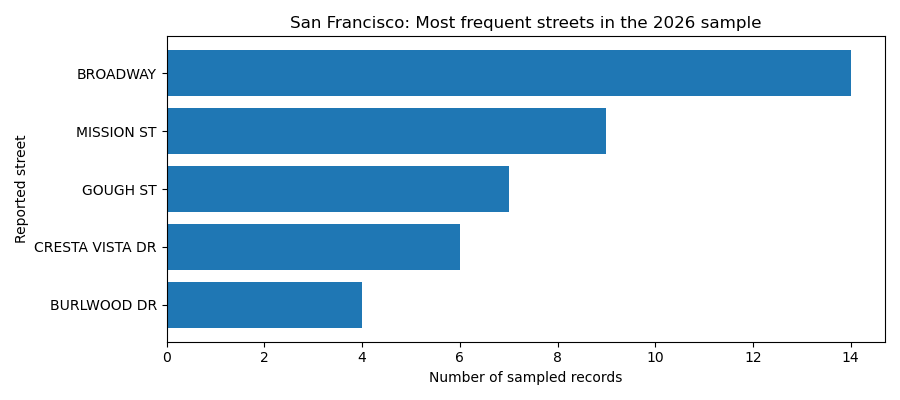 San Francisco: Most frequent streets in the 2026 sample
Reported street
BROADWAY
MISSION ST
GOUGH ST
CRESTA VISTA DR
BURLWOOD DR
0 2 4 6 8 10 12 14
Number of sampled records